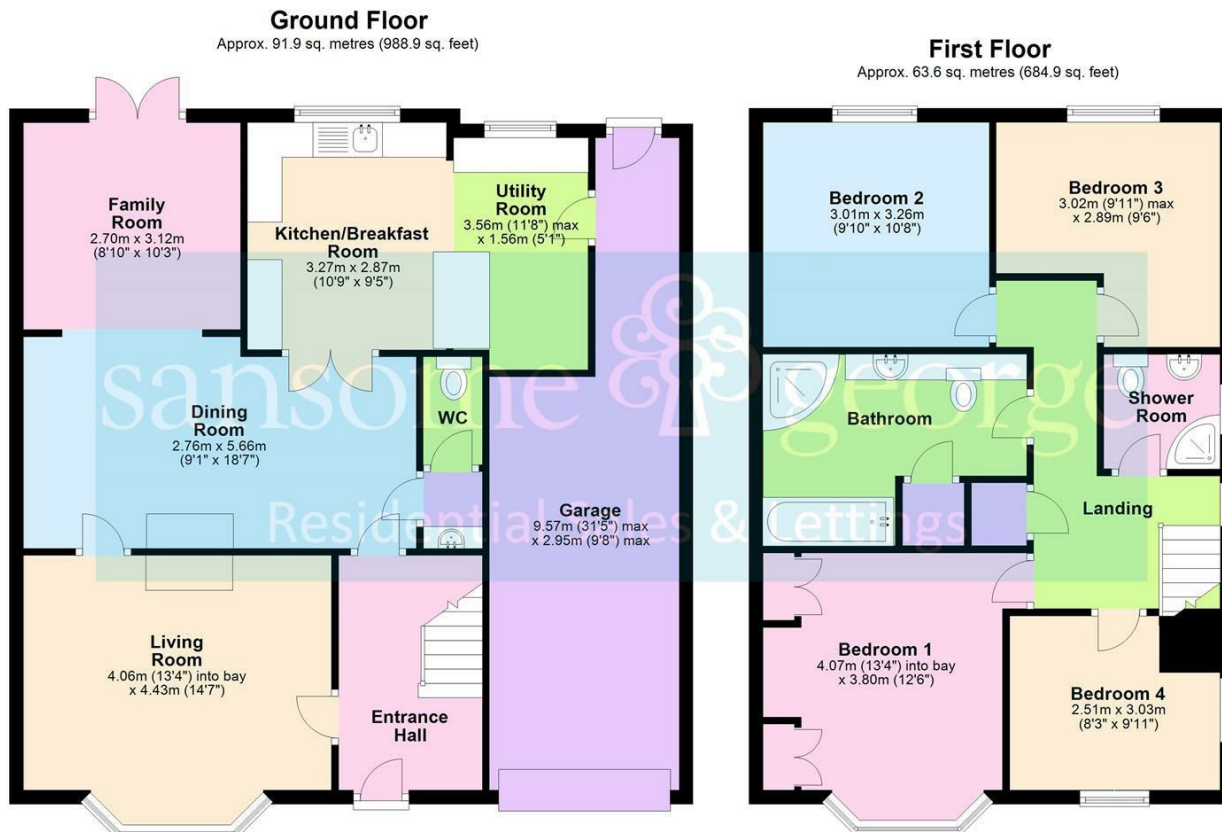 Ground Floor
Approx. 91.9 sq. metres (988.9 sq. feet)
Family
Room
2.70m x 3.12m
(8'10" x 10'3")
Kitchen/Breakfast
Room
3.27m x 2.87m
(10'9" x 9'5")
Utility
Room
3.56m (11'8") max
x 1.56m (5'1")
Dining
Room
2.76m x 5.66m
(9'1" x 18'7")
WC
Garage
9.57m (31'5") max
x 2.95m (9'8") max
Living
Room
4.06m (13'4") into bay
x 4.43m (14'7")
Entrance
Hall
First Floor
Approx. 63.6 sq. metres (684.9 sq. feet)
Bedroom 2
3.01m x 3.26m
(9'10" x 10'8")
Bedroom 3
3.02m (9'11") max
x 2.89m (9'6")
Bathroom
Shower
Room
Landing
Bedroom 1
4.07m (13'4") into bay
x 3.80m (12'6")
Bedroom 4
2.51m x 3.03m
(8'3" x 9'11")
sansome george
Residential Sales & Lettings